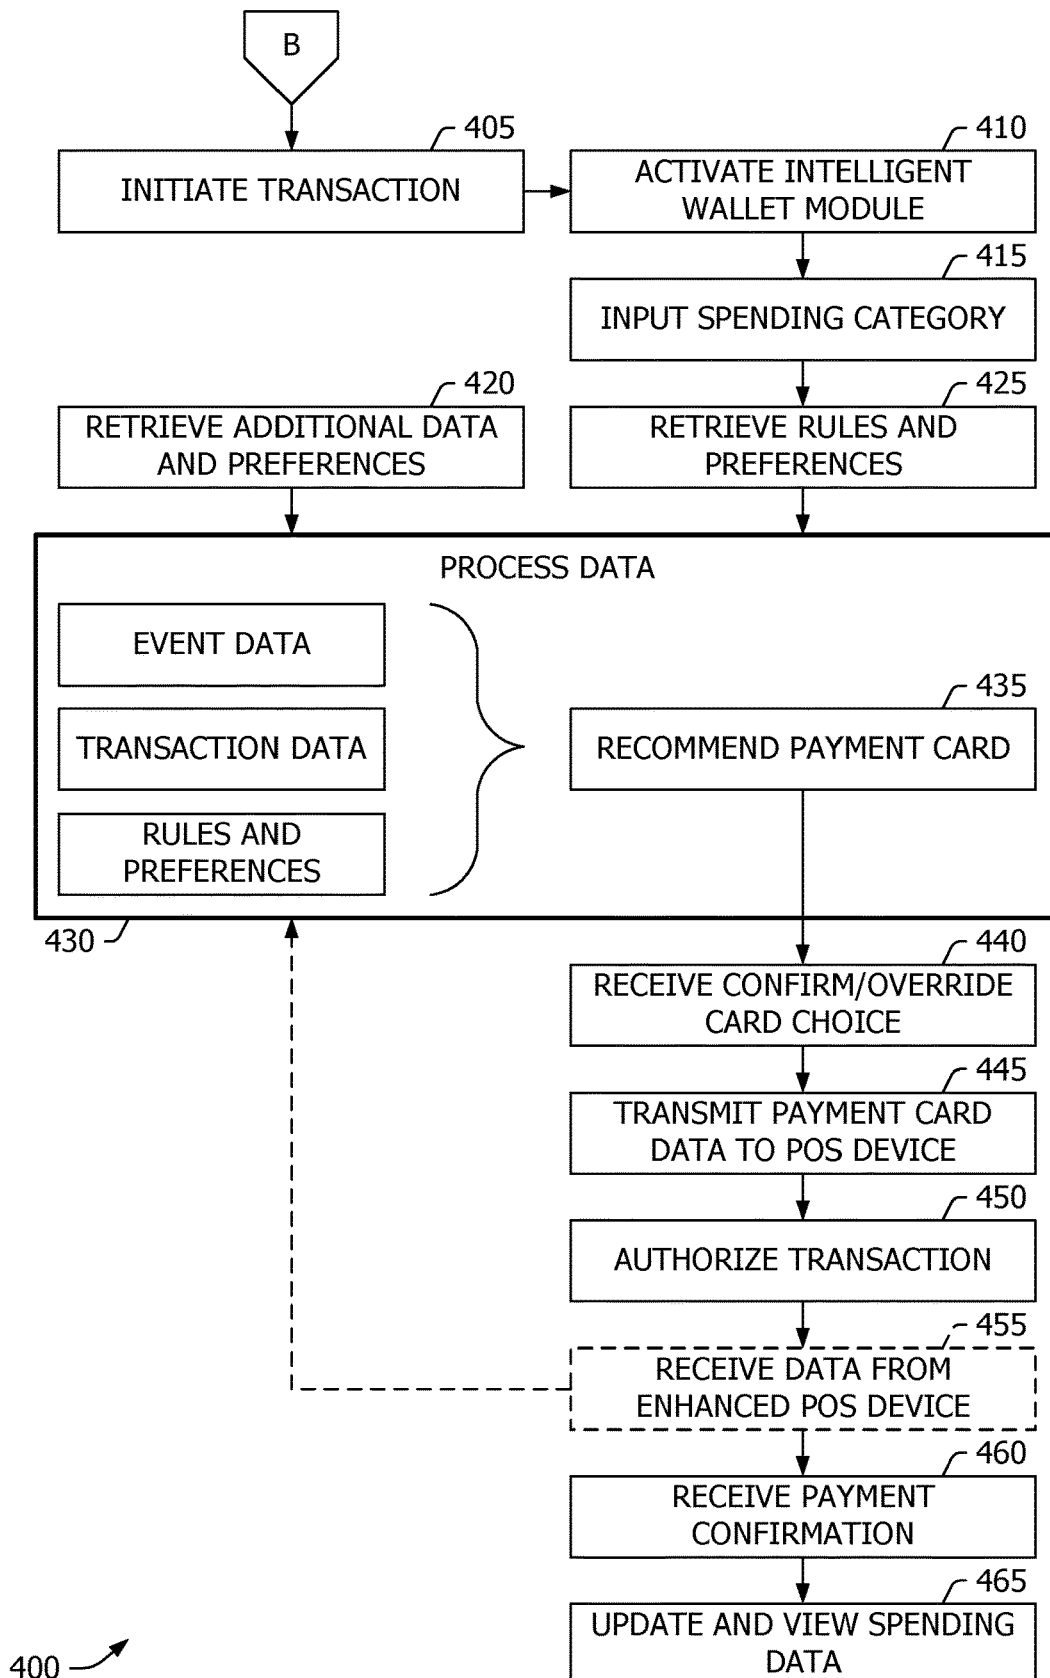 B
405
INITIATE TRANSACTION
410
ACTIVATE INTELLIGENT
WALLET MODULE
415
INPUT SPENDING CATEGORY
420
RETRIEVE ADDITIONAL DATA
AND PREFERENCES
425
RETRIEVE RULES AND
PREFERENCES
PROCESS DATA
EVENT DATA
TRANSACTION DATA
RULES AND
PREFERENCES
435
RECOMMEND PAYMENT CARD
430
440
RECEIVE CONFIRM/OVERRIDE
CARD CHOICE
445
TRANSMIT PAYMENT CARD
DATA TO POS DEVICE
450
AUTHORIZE TRANSACTION
455
RECEIVE DATA FROM
ENHANCED POS DEVICE
460
RECEIVE PAYMENT
CONFIRMATION
465
UPDATE AND VIEW SPENDING
DATA
400